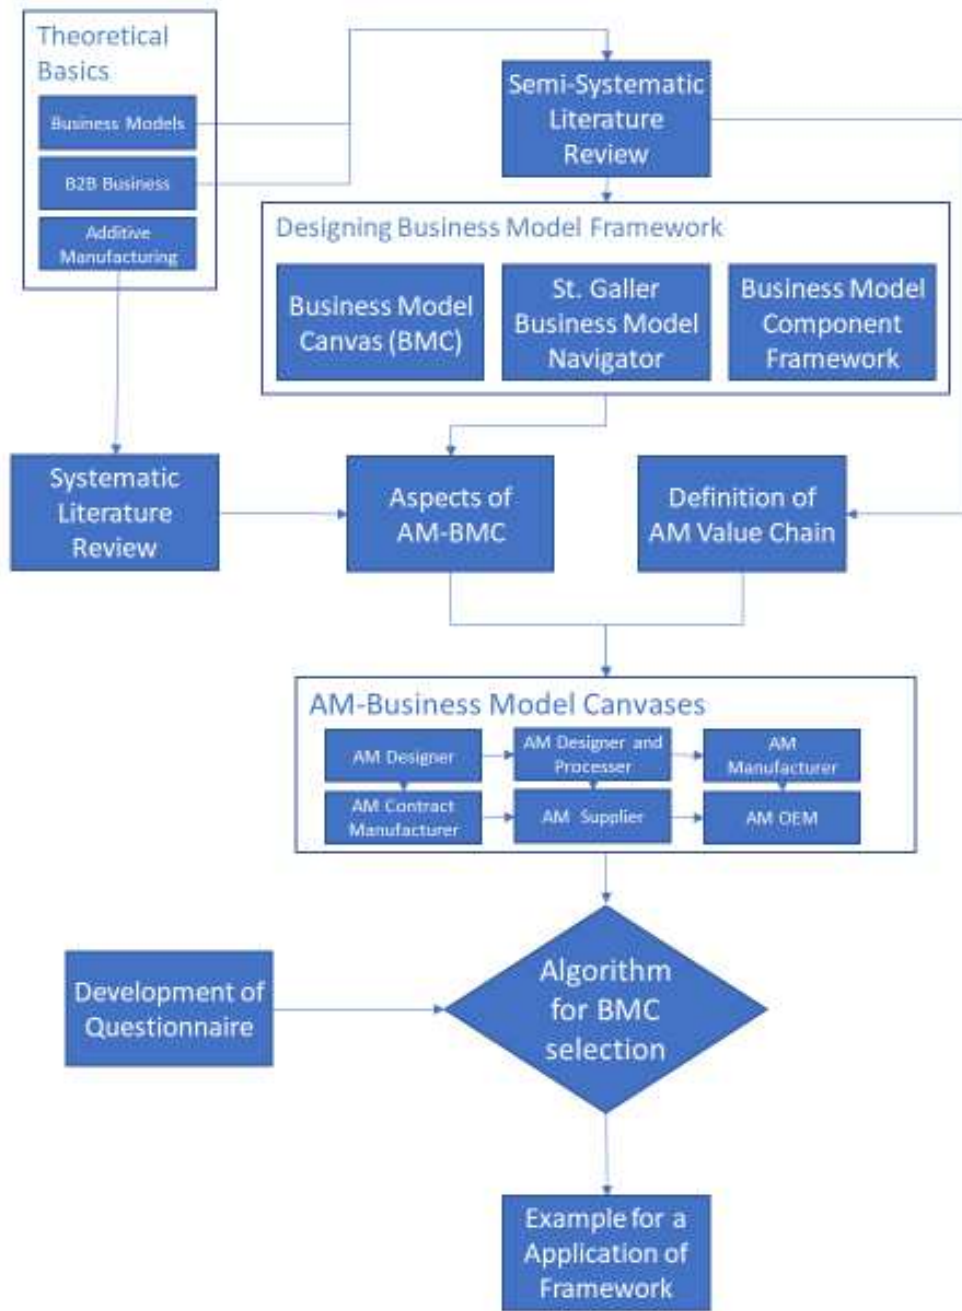 Theoretical
Basics
Business Models
B2B Business
Additive
Manufacturing
Semi-Systematic
Literature
Review
Designing Business Model Framework
Business Model
Canvas (BMC)
St. Galler
Business Model
Navigator
Business Model
Component
Framework
Systematic
Literature
Review
Aspects of
AM-BMC
Definition of
AM Value Chain
AM-Business Model Canvases
AM Designer
AM Designer and
Processer
AM
Manufacturer
AM Contract
Manufacturer
AM Supplier
AM OEM
Development of
Questionnaire
Algorithm
for BMC
selection
Example for a
Application of
Framework